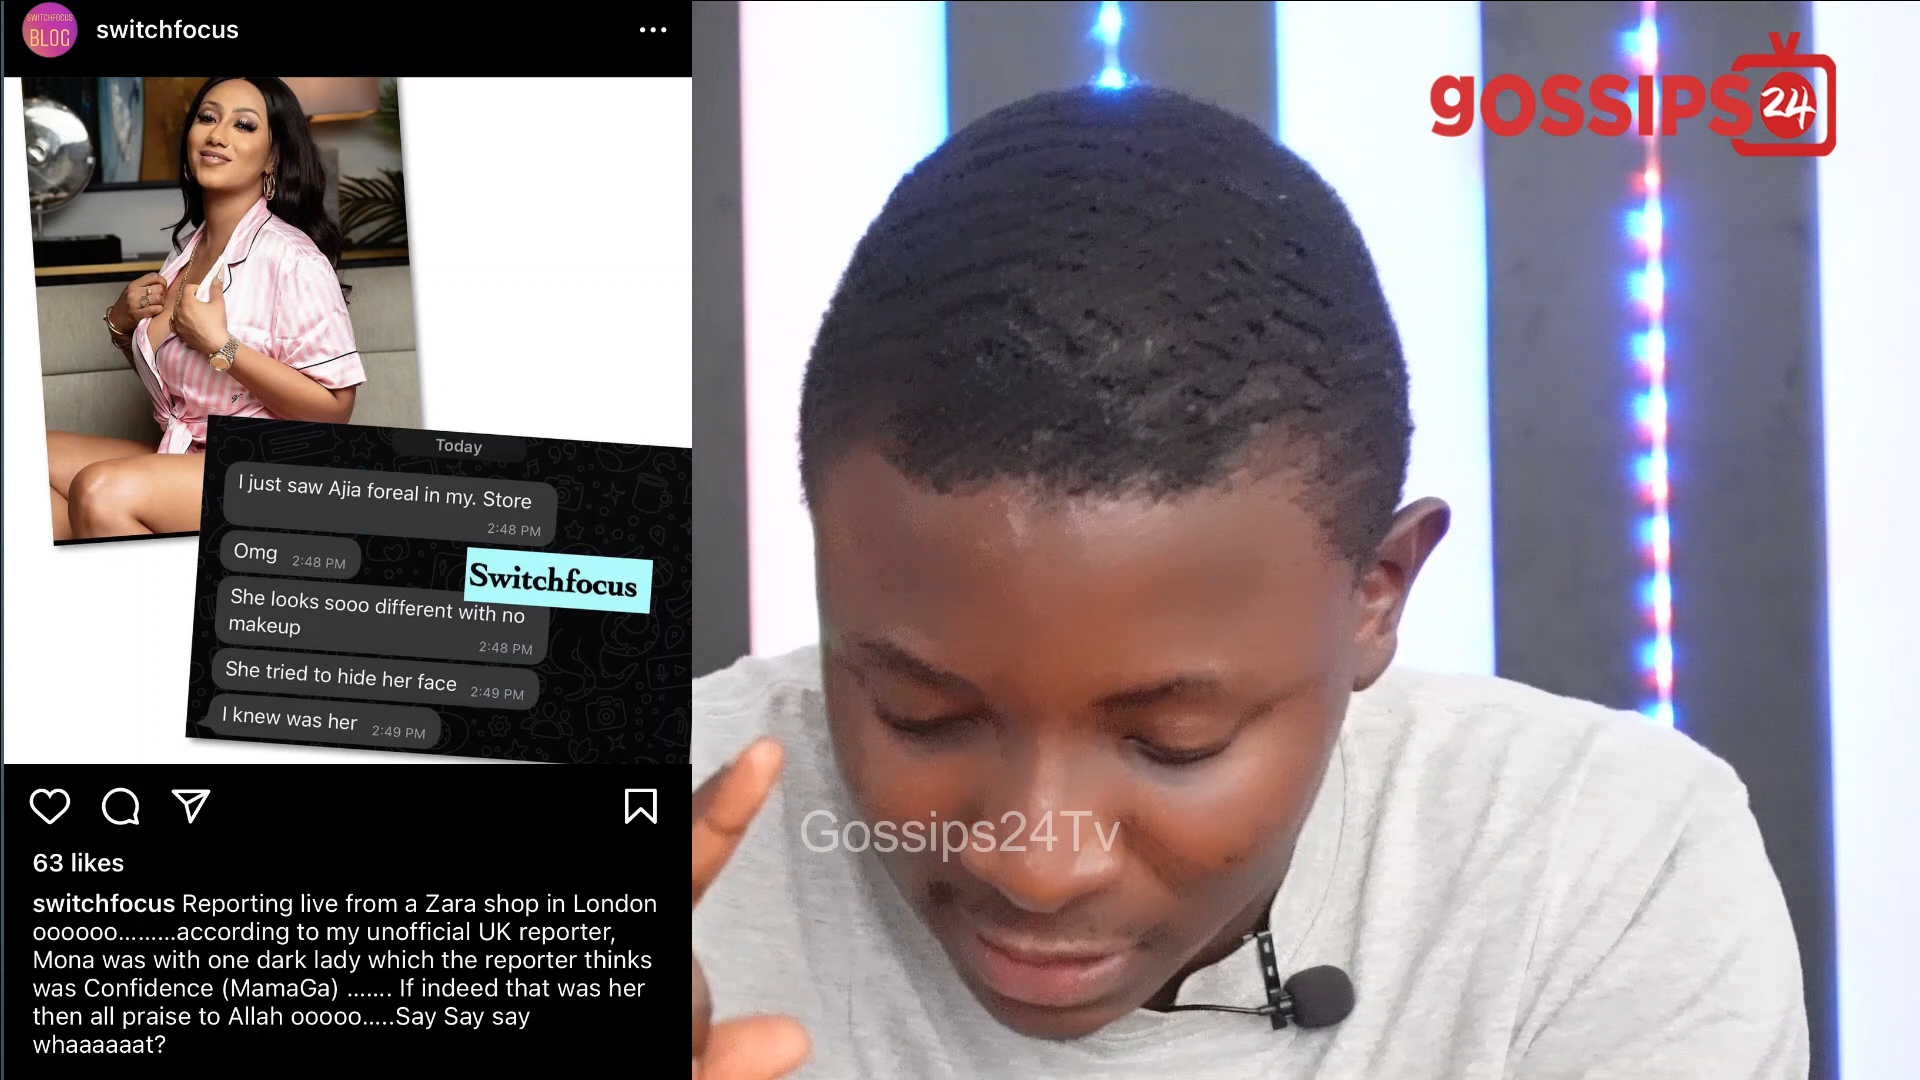 SWITCHFOCUS
BLOG
switchfocus
Today
I just saw Ajia foreal in my. Store
2:48 PM
Omg 2:48 PM
Switchfocus
She looks sooo different with no
makeup
2:48 PM
She tried to hide her face 2:49 PM
I knew was her 2:49 PM
63 likes
switchfocus Reporting live from a Zara shop in London
oooooo.........according to my unofficial UK reporter,
Mona was with one dark lady which the reporter thinks
was Confidence (MamaGa) ....... If indeed that was her
then all praise to Allah ooooo.....Say Say say
whaaaaaat?
gOSSIPS 24
Gossips24Tv